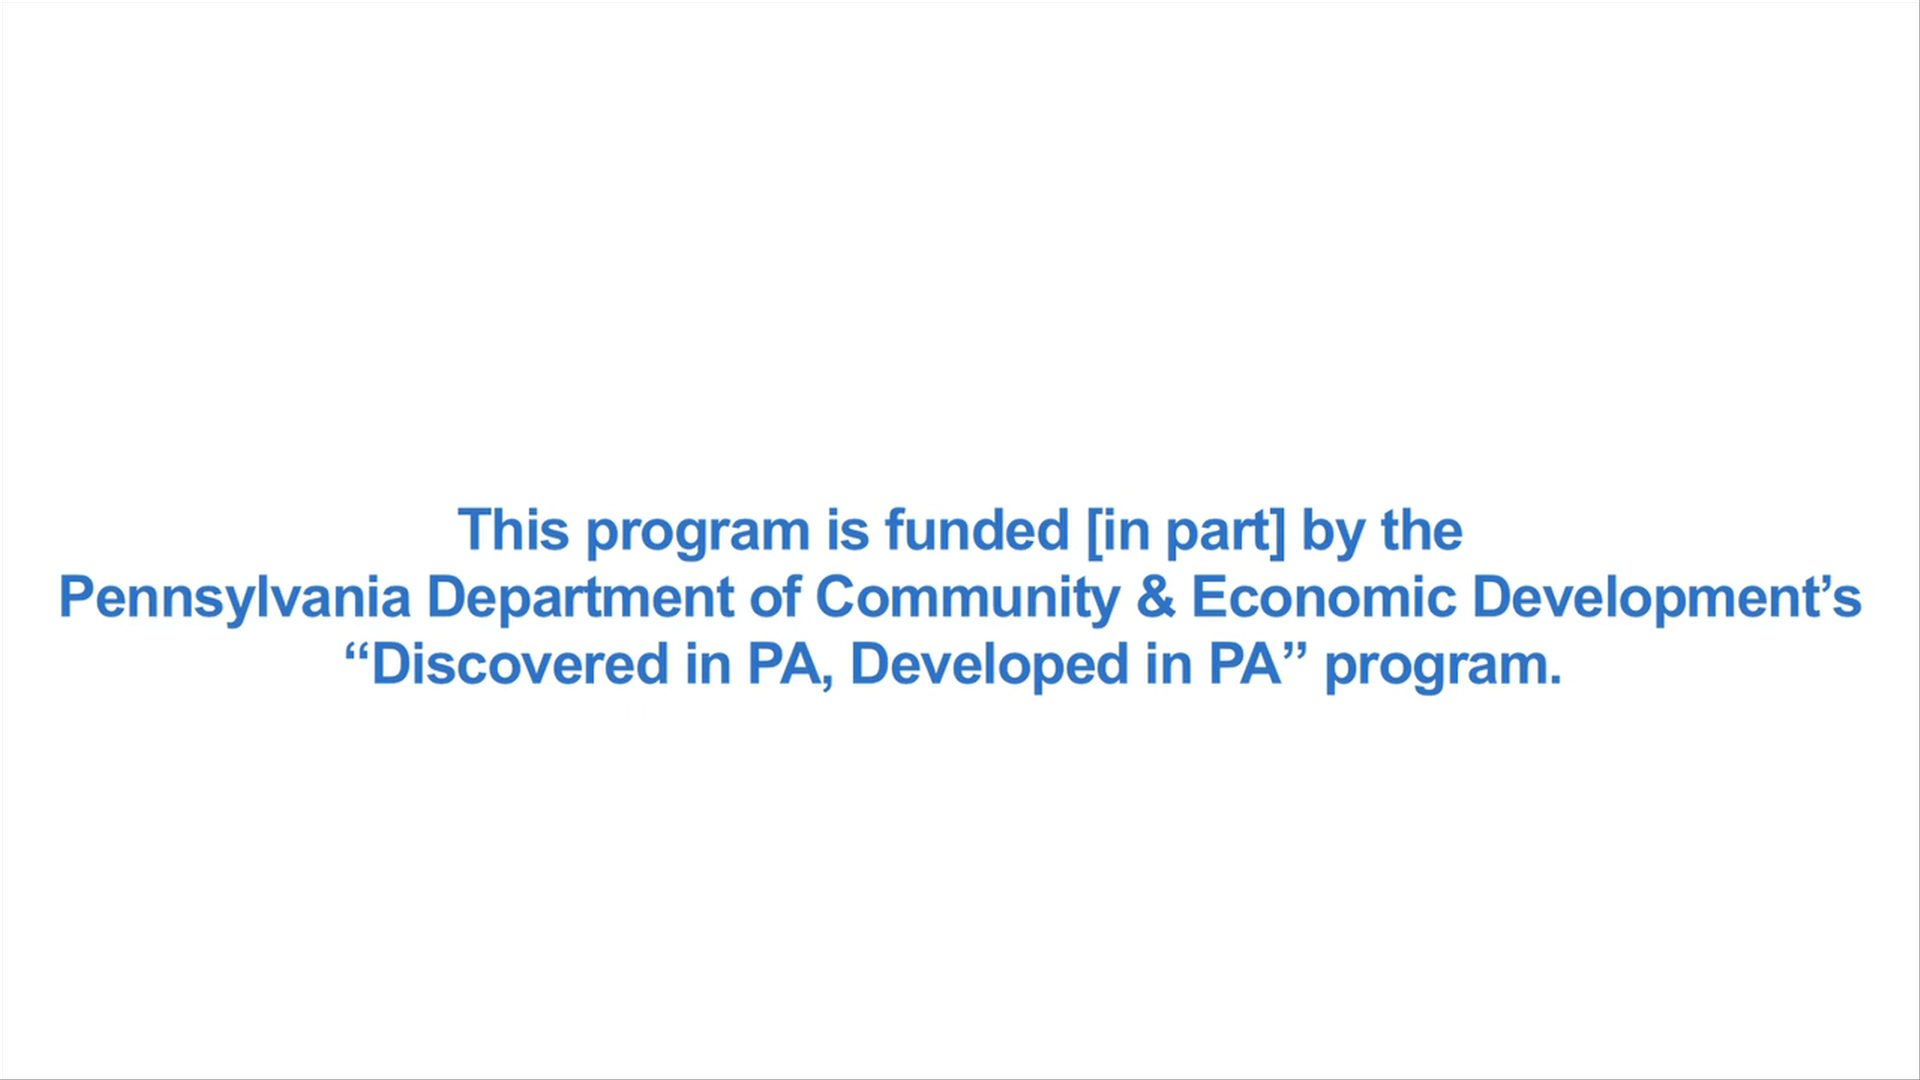 This program is funded [in part] by the
Pennsylvania Department of Community & Economic Development’s
“Discovered in PA, Developed in PA” program.